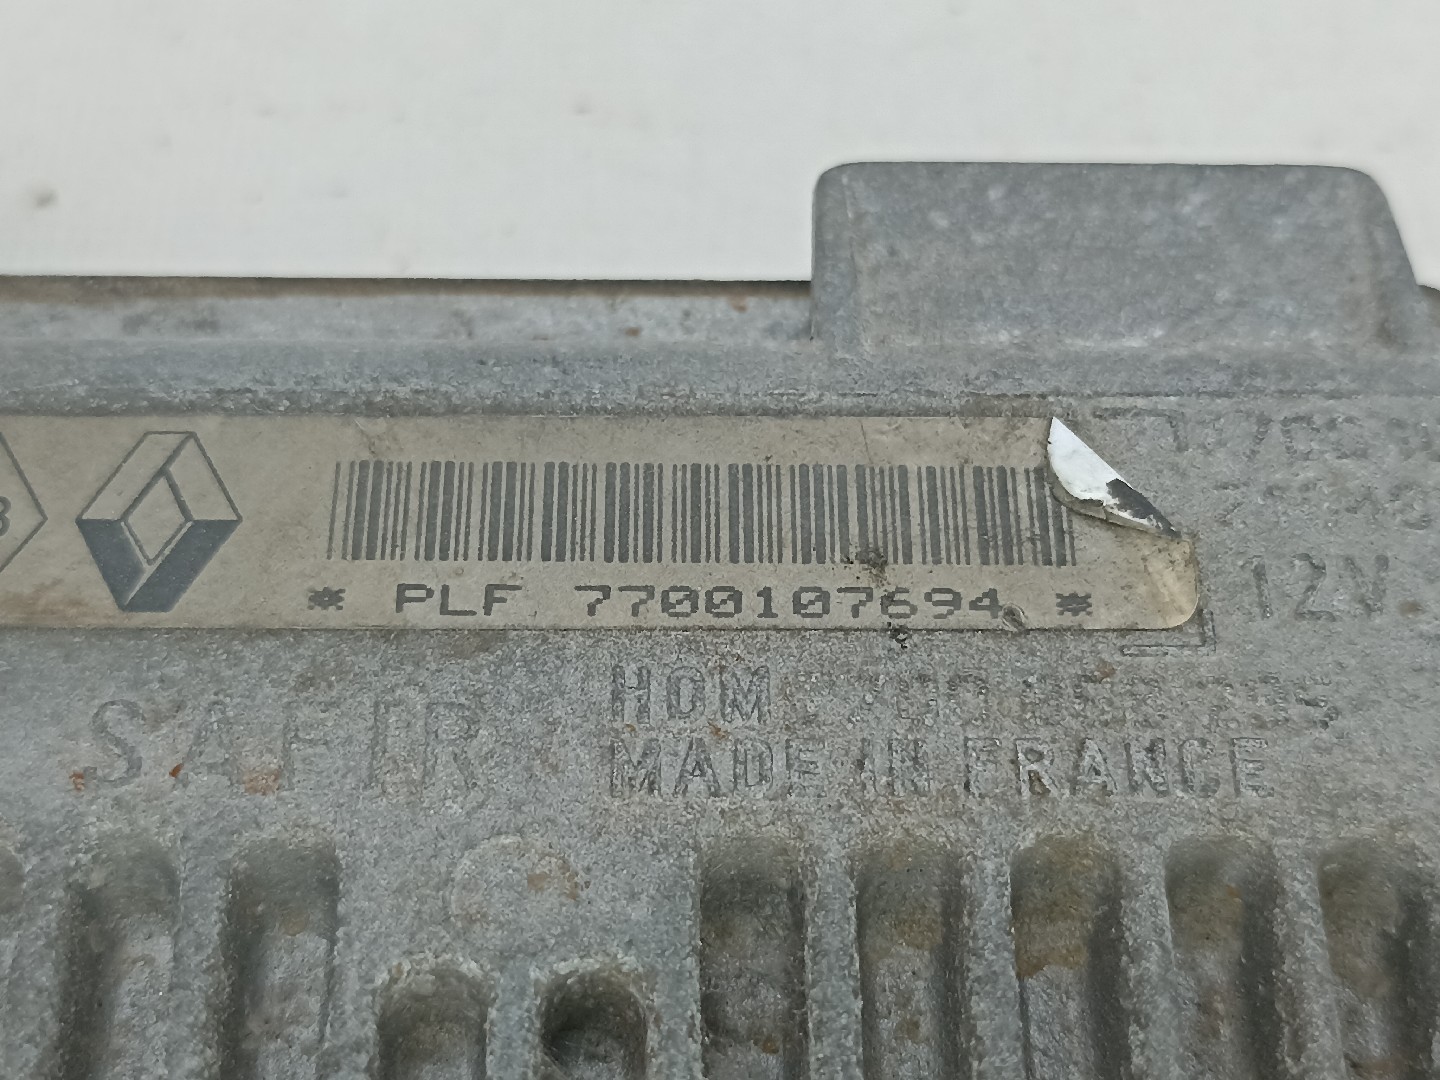 * PLF 7700107694 *
12V
SAFIR
HOM
MADE IN FRANCE